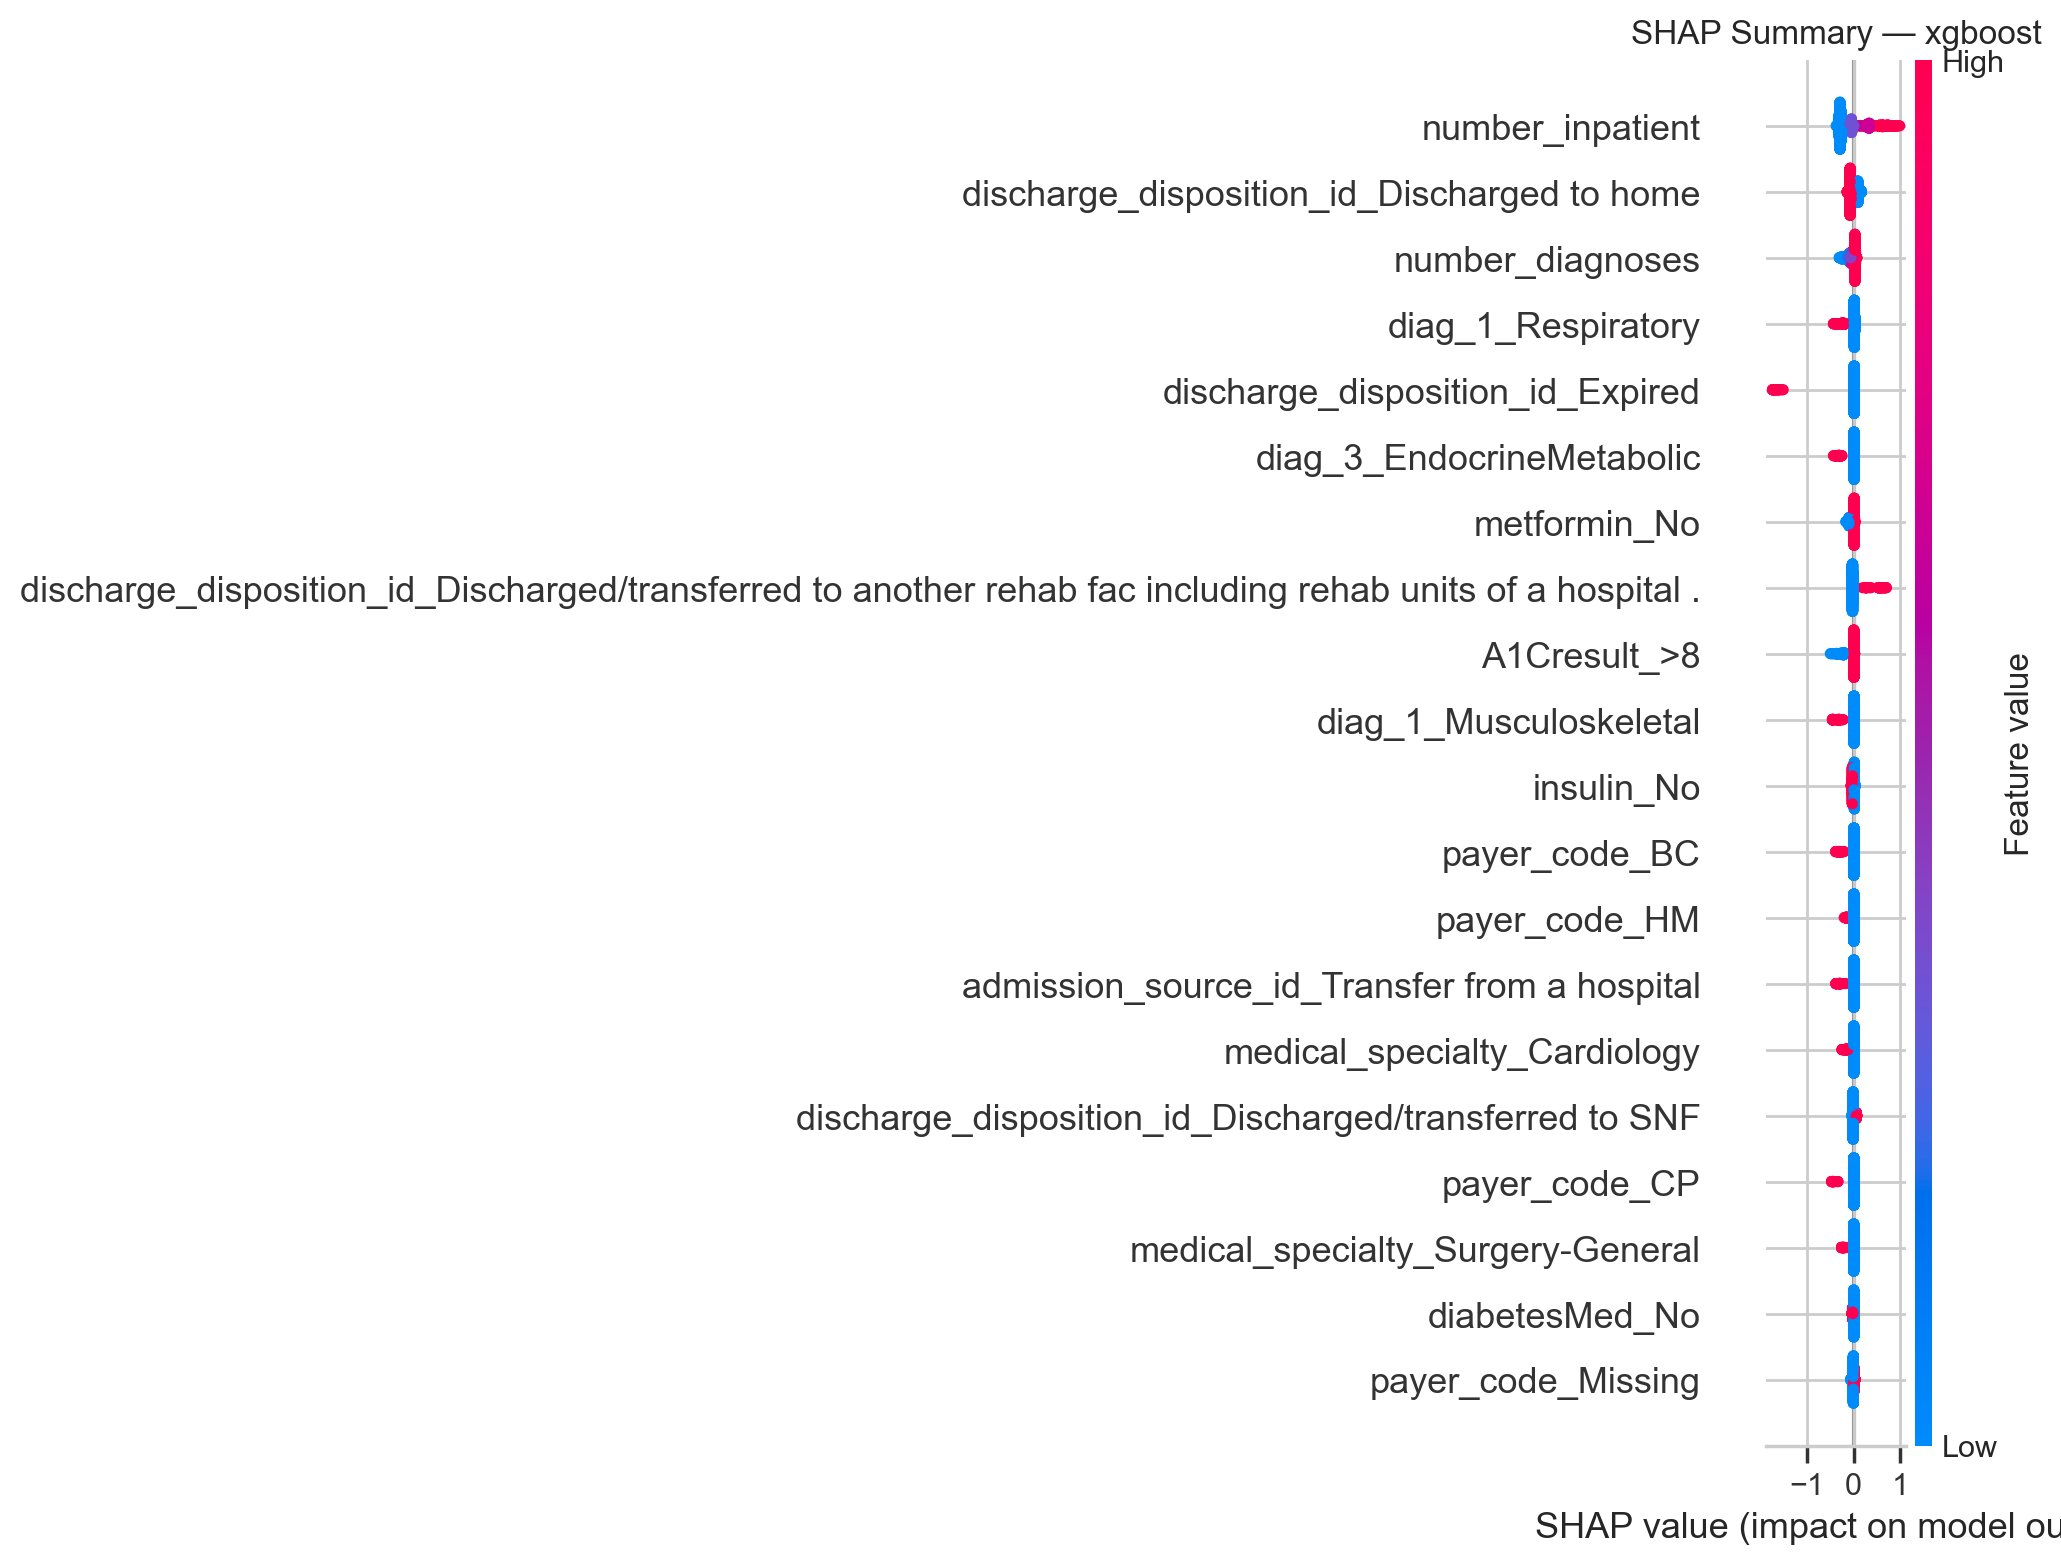 SHAP Summary — xgboost
High
number_inpatient
discharge_disposition_id_Discharged to home
number_diagnoses
diag_1_Respiratory
discharge_disposition_id_Expired
diag_3_EndocrineMetabolic
metformin_No
discharge_disposition_id_Discharged/transferred to another rehab fac including rehab units of a hospital .
A1Cresult_>8
diag_1_Musculoskeletal
insulin_No
payer_code_BC
payer_code_HM
admission_source_id_Transfer from a hospital
medical_specialty_Cardiology
discharge_disposition_id_Discharged/transferred to SNF
payer_code_CP
medical_specialty_Surgery-General
diabetesMed_No
payer_code_Missing
Feature value
Low
−1 0 1
SHAP value (impact on model ou